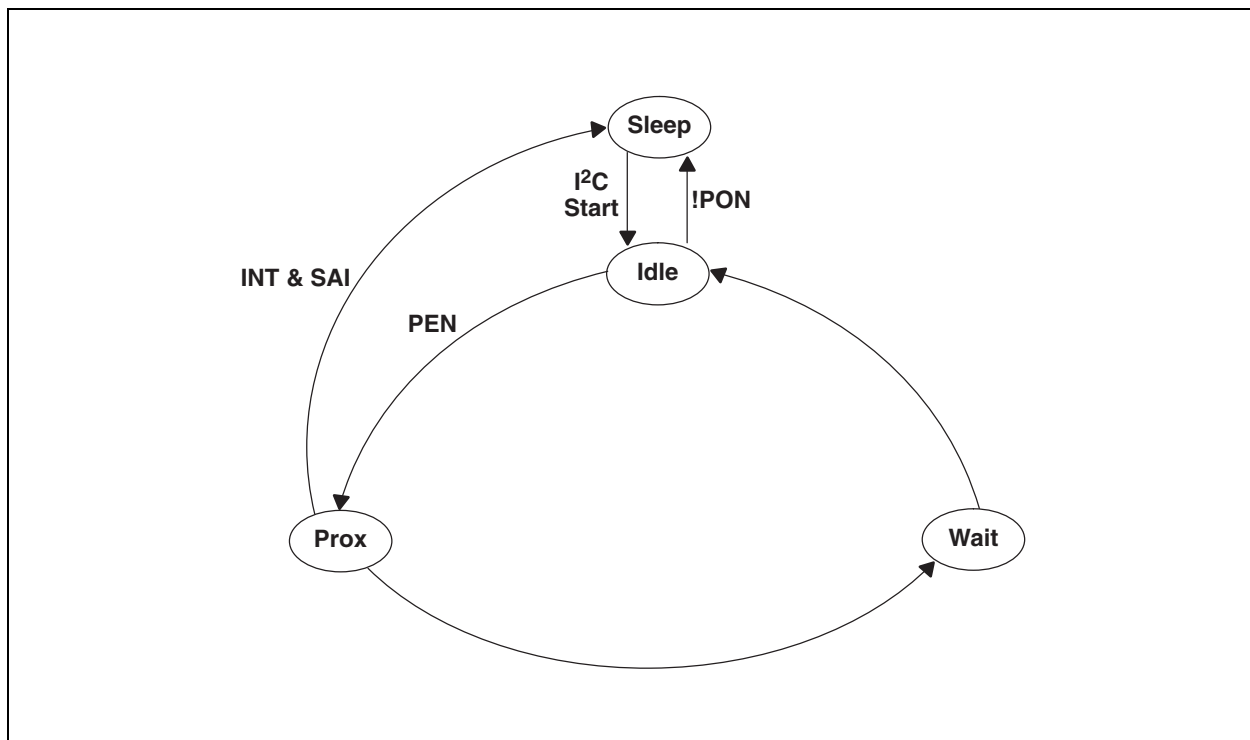 Sleep
I²C
Start
!PON
Idle
INT & SAI
PEN
Prox
Wait